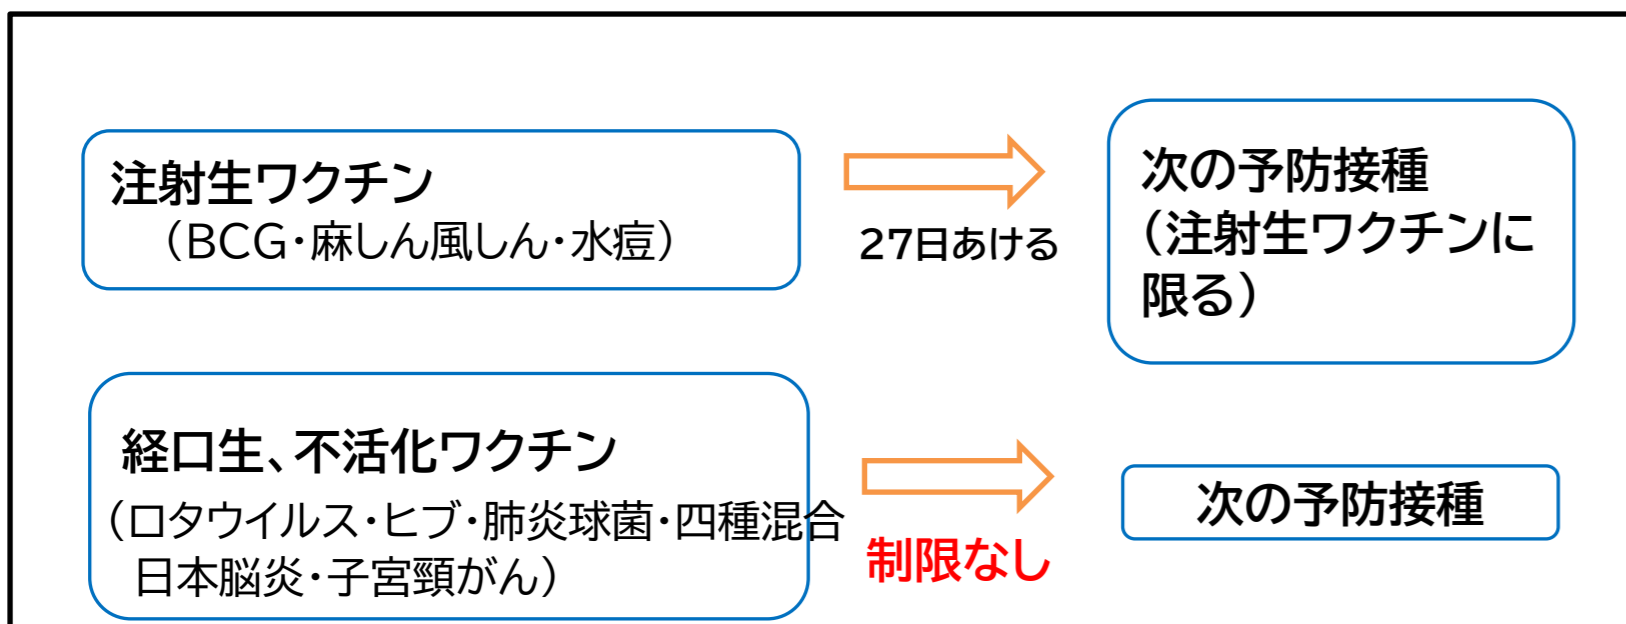 注射生ワクチン
（BCG・麻しん風しん・水痘）
27日あける
次の予防接種
（注射生ワクチンに
限る）
経口生、不活化ワクチン
（ロタウイルス・ヒブ・肺炎球菌・四種混合
日本脳炎・子宮頸がん）
制限なし
次の予防接種